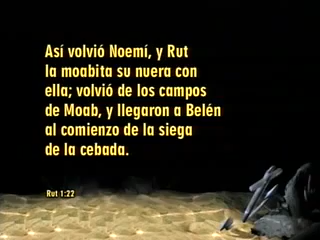 Así volvió Noemí, y Rut
la moabita su nuera con
ella; volvió de los campos
de Moab, y llegaron a Belén
al comienzo de la siega
de la cebada.
Rut 1:22